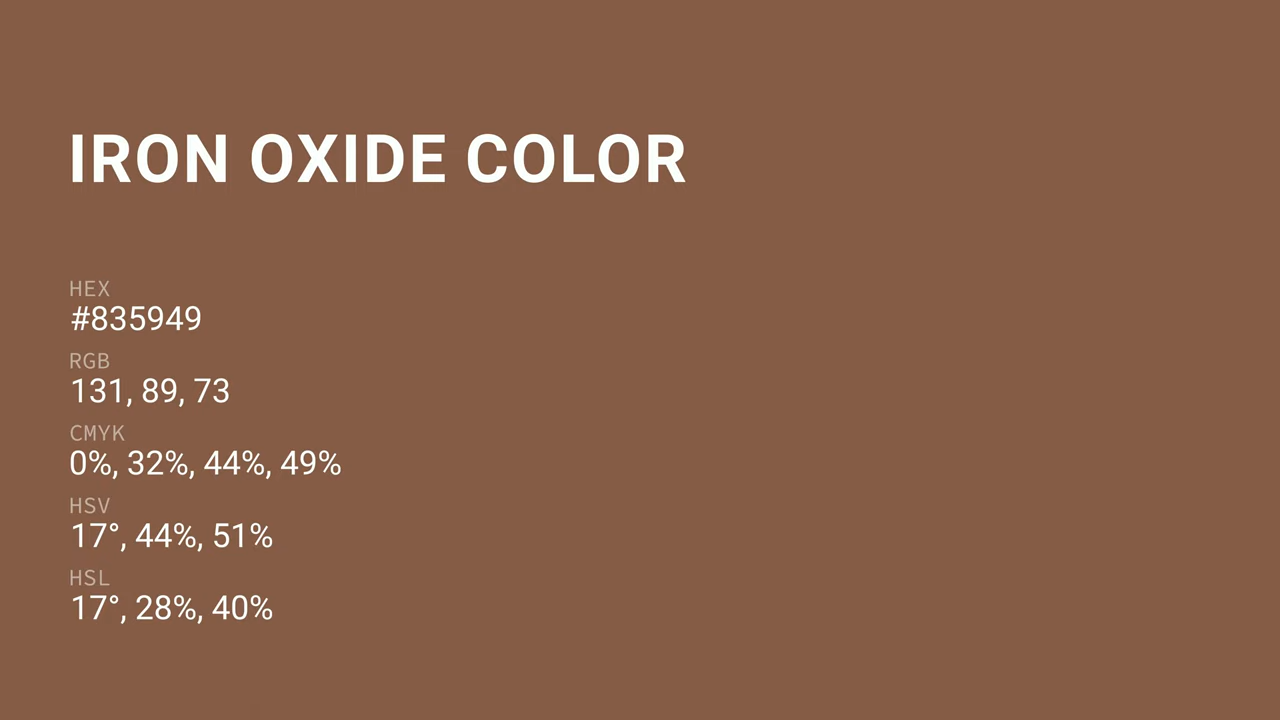 IRON OXIDE COLOR
HEX
#835949
RGB
131, 89, 73
CMYK
0%, 32%, 44%, 49%
HSV
17°, 44%, 51%
HSL
17°, 28%, 40%